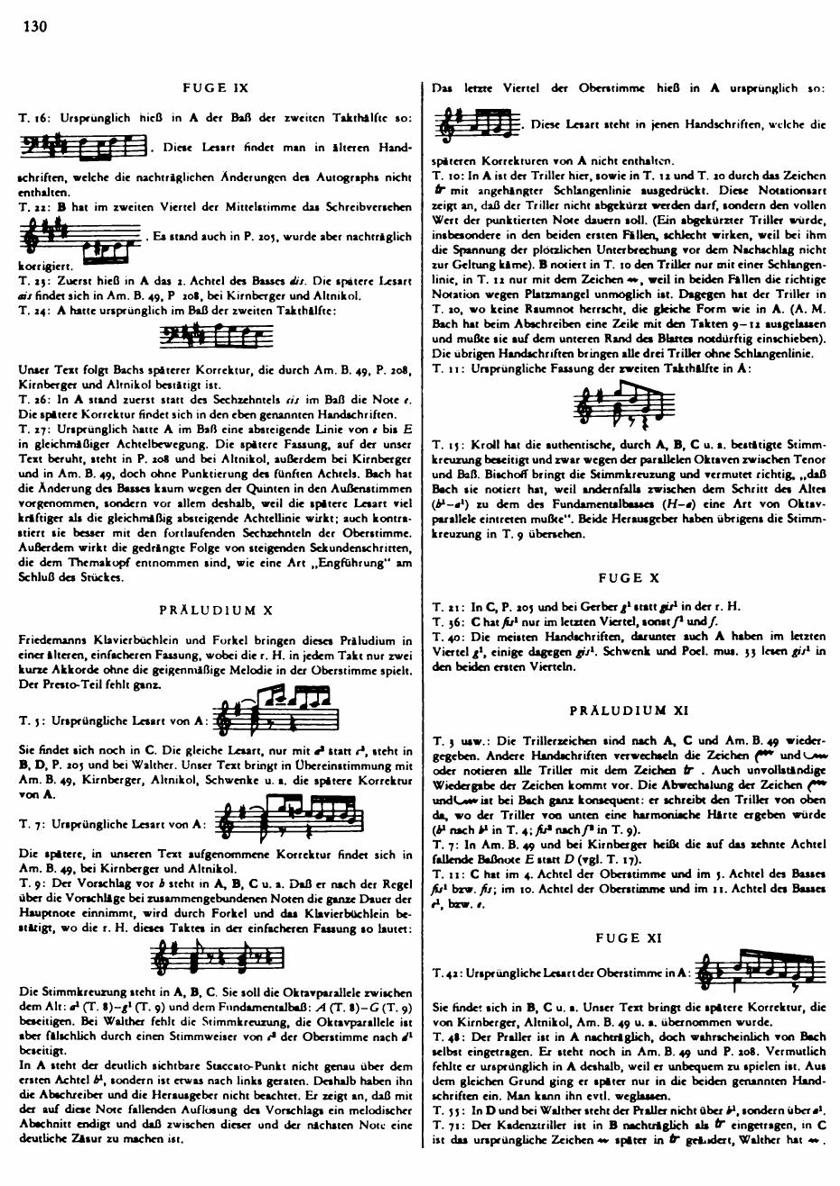 130
FUGE IX
T. 16: Ursprünglich hieß in A der Baß der zweiten Takthälfte so:
. Diese Lesart findet man in älteren Hand-
schriften, welche die nachträglichen Änderungen des Autographs nicht
enthalten.
T. 22: B hat im zweiten Viertel der Mittelstimme das Schreibversehen
. Es stand auch in P. 205, wurde aber nachträglich
korrigiert.
T. 23: Zuerst hieß in A das 2. Achtel des Basses dis. Die spätere Lesart
ais findet sich in Am. B. 49, P 208, bei Kirnberger und Altnikol.
T. 24: A hatte ursprünglich im Baß der zweiten Takthälfte:
Unser Text folgt Bachs späterer Korrektur, die durch Am. B. 49, P. 208,
Kirnberger und Altnikol bestätigt ist.
T. 26: In A stand zuerst statt des Sechzehntels cis im Baß die Note e.
Die spätere Korrektur findet sich in den eben genannten Handschriften.
T. 27: Ursprünglich hatte A im Baß eine absteigende Linie von e bis E
in gleichmäßiger Achtelbewegung. Die spätere Fassung, auf der unser
Text beruht, steht in P. 208 und bei Altnikol, außerdem bei Kirnberger
und in Am. B. 49, doch ohne Punktierung des fünften Achtels. Bach hat
die Änderung des Basses kaum wegen der Quinten in den Außenstimmen
vorgenommen, sondern vor allem deshalb, weil die spätere Lesart viel
kräftiger als die gleichmäßig absteigende Achtellinie wirkt; auch kontra-
stiert sie besser mit den fortlaufenden Sechzehnteln der Oberstimme.
Außerdem wirkt die gedrängte Folge von steigenden Sekundenschritten,
die dem Themakopf entnommen sind, wie eine Art „Engführung" am
Schluß des Stückes.
PRÄLUDIUM X
Friedemanns Klavierbüchlein und Forkel bringen dieses Präludium in
einer älteren, einfacheren Fassung, wobei die r. H. in jedem Takt nur zwei
kurze Akkorde ohne die geigenmäßige Melodie in der Oberstimme spielt.
Der Presto-Teil fehlt ganz.
T. 5: Ursprüngliche Lesart von A:
Sie findet sich noch in C. Die gleiche Lesart, nur mit statt, steht in
B, D, P. 205 und bei Walther. Unser Text bringt in Übereinstimmung mit
Am. B. 49, Kirnberger, Altnikol, Schwenke u. a. die spätere Korrektur
von A.
T. 7: Ursprüngliche Lesart von A:
Die spätere, in unseren Text aufgenommene Korrektur findet sich in
Am. B. 49, bei Kirnberger und Altnikol.
T. 9: Der Vorschlag vor b steht in A, B, C u. a. Daß er nach der Regel
über die Vorschläge bei zusammengebundenen Noten die ganze Dauer der
Hauptnote einnimmt, wird durch Forkel und das Klavierbüchlein be-
stätigt, wo die r. H. dieses Taktes in der einfacheren Fassung so lautet:
Die Stimmkreuzung steht in A, B, C. Sie soll die Oktavparallele zwischen
dem Alt: a¹ (T. 8)–g¹ (T. 9) und dem Fundamentalbaß: A (T. 8)–G (T. 9)
beseitigen. Bei Walther fehlt die Stimmkreuzung, die Oktavparallele ist
aber fälschlich durch einen Stimmweiser von der Oberstimme nach d¹
beseitigt.
In A steht der deutlich sichtbare Staccato-Punkt nicht genau über dem
ersten Achtel b¹, sondern ist etwas nach links geraten. Deshalb haben ihn
die Abschreiber und die Herausgeber nicht beachtet. Er zeigt an, daß mit
der auf diese Note fallenden Auflösung des Vorschlags ein melodischer
Abschnitt endigt und daß zwischen dieser und der nächsten Note eine
deutliche Zäsur zu machen ist.
Das letzte Viertel der Oberstimme hieß in A ursprünglich so:
. Diese Lesart steht in jenen Handschriften, welche die
späteren Korrekturen von A nicht enthalten.
T. 10: In A ist der Triller hier, sowie in T. 12 und T. 20 durch das Zeichen
tr mit angehängter Schlangenlinie ausgedrückt. Diese Notationsart
zeigt an, daß der Triller nicht abgekürzt werden darf, sondern den vollen
Wert der punktierten Note dauern soll. (Ein abgekürzter Triller würde,
insbesondere in den beiden ersten Fällen, schlecht wirken, weil bei ihm
die Spannung der plötzlichen Unterbrechung vor dem Nachschlag nicht
zur Geltung käme). B notiert in T. 10 den Triller nur mit einer Schlangen-
linie, in T. 12 nur mit dem Zeichen, weil in beiden Fällen die richtige
Notation wegen Platzmangel unmöglich ist. Dagegen hat der Triller in
T. 20, wo keine Raumnot herrscht, die gleiche Form wie in A. (A. M.
Bach hat beim Abschreiben eine Zeile mit den Takten 9–12 ausgelassen
und mußte sie auf dem unteren Rand des Blattes notdürftig einschieben).
Die übrigen Handschriften bringen alle drei Triller ohne Schlangenlinie.
T. 11: Ursprüngliche Fassung der zweiten Takthälfte in A:
T. 15: Kroll hat die authentische, durch A, B, C u. a. bestätigte Stimm-
kreuzung beseitigt und zwar wegen der parallelen Oktaven zwischen Tenor
und Baß. Bischoff bringt die Stimmkreuzung und vermutet richtig, „daß
Bach sie notiert hat, weil andernfalls zwischen dem Schritt des Altes
(b¹–a¹) zu dem des Fundamentalbasses (H–a) eine Art von Oktav-
parallele eintreten mußte". Beide Herausgeber haben übrigens die Stimm-
kreuzung in T. 9 übersehen.
FUGE X
T. 21: In C, P. 205 und bei Gerber g¹ statt gis¹ in der r. H.
T. 36: C hat fis¹ nur im letzten Viertel, sonst f¹ und f.
T. 40: Die meisten Handschriften, darunter auch A haben im letzten
Viertel g¹, einige dagegen gis¹. Schwenk und Poel. mus. 33 lesen gis¹ in
den beiden ersten Vierteln.
PRÄLUDIUM XI
T. 3 usw.: Die Trillerzeichen sind nach A, C und Am. B. 49 wieder-
gegeben. Andere Handschriften verwechseln die Zeichen und
oder notieren alle Triller mit dem Zeichen tr . Auch unvollständige
Wiedergabe der Zeichen kommt vor. Die Abwechslung der Zeichen
und ist bei Bach ganz konsequent: er schreibt den Triller von oben
da, wo der Triller von unten eine harmonische Härte ergeben würde
(b¹ nach b¹ in T. 4; fis² nach f² in T. 9).
T. 7: In Am. B. 49 und bei Kirnberger heißt die auf das zehnte Achtel
fallende Baßnote E statt D (vgl. T. 17).
T. 11: C hat im 4. Achtel der Oberstimme und im 5. Achtel des Basses
fis¹ bzw. fis; im 10. Achtel der Oberstimme und im 11. Achtel des Basses
e¹, bzw. e.
FUGE XI
T. 42: Ursprüngliche Lesart der Oberstimme in A:
Sie findet sich in B, C u. a. Unser Text bringt die spätere Korrektur, die
von Kirnberger, Altnikol, Am. B. 49 u. a. übernommen wurde.
T. 48: Der Praller ist in A nachträglich, doch wahrscheinlich von Bach
selbst eingetragen. Er steht noch in Am. B. 49 und P. 208. Vermutlich
fehlte er ursprünglich in A deshalb, weil er unbequem zu spielen ist. Aus
dem gleichen Grund ging er später nur in die beiden genannten Hand-
schriften ein. Man kann ihn evtl. weglassen.
T. 55: In D und bei Walther steht der Praller nicht über b¹, sondern über a¹.
T. 71: Der Kadenztriller ist in B nachträglich als tr eingetragen, in C
ist das ursprüngliche Zeichen später in tr geändert, Walther hat .